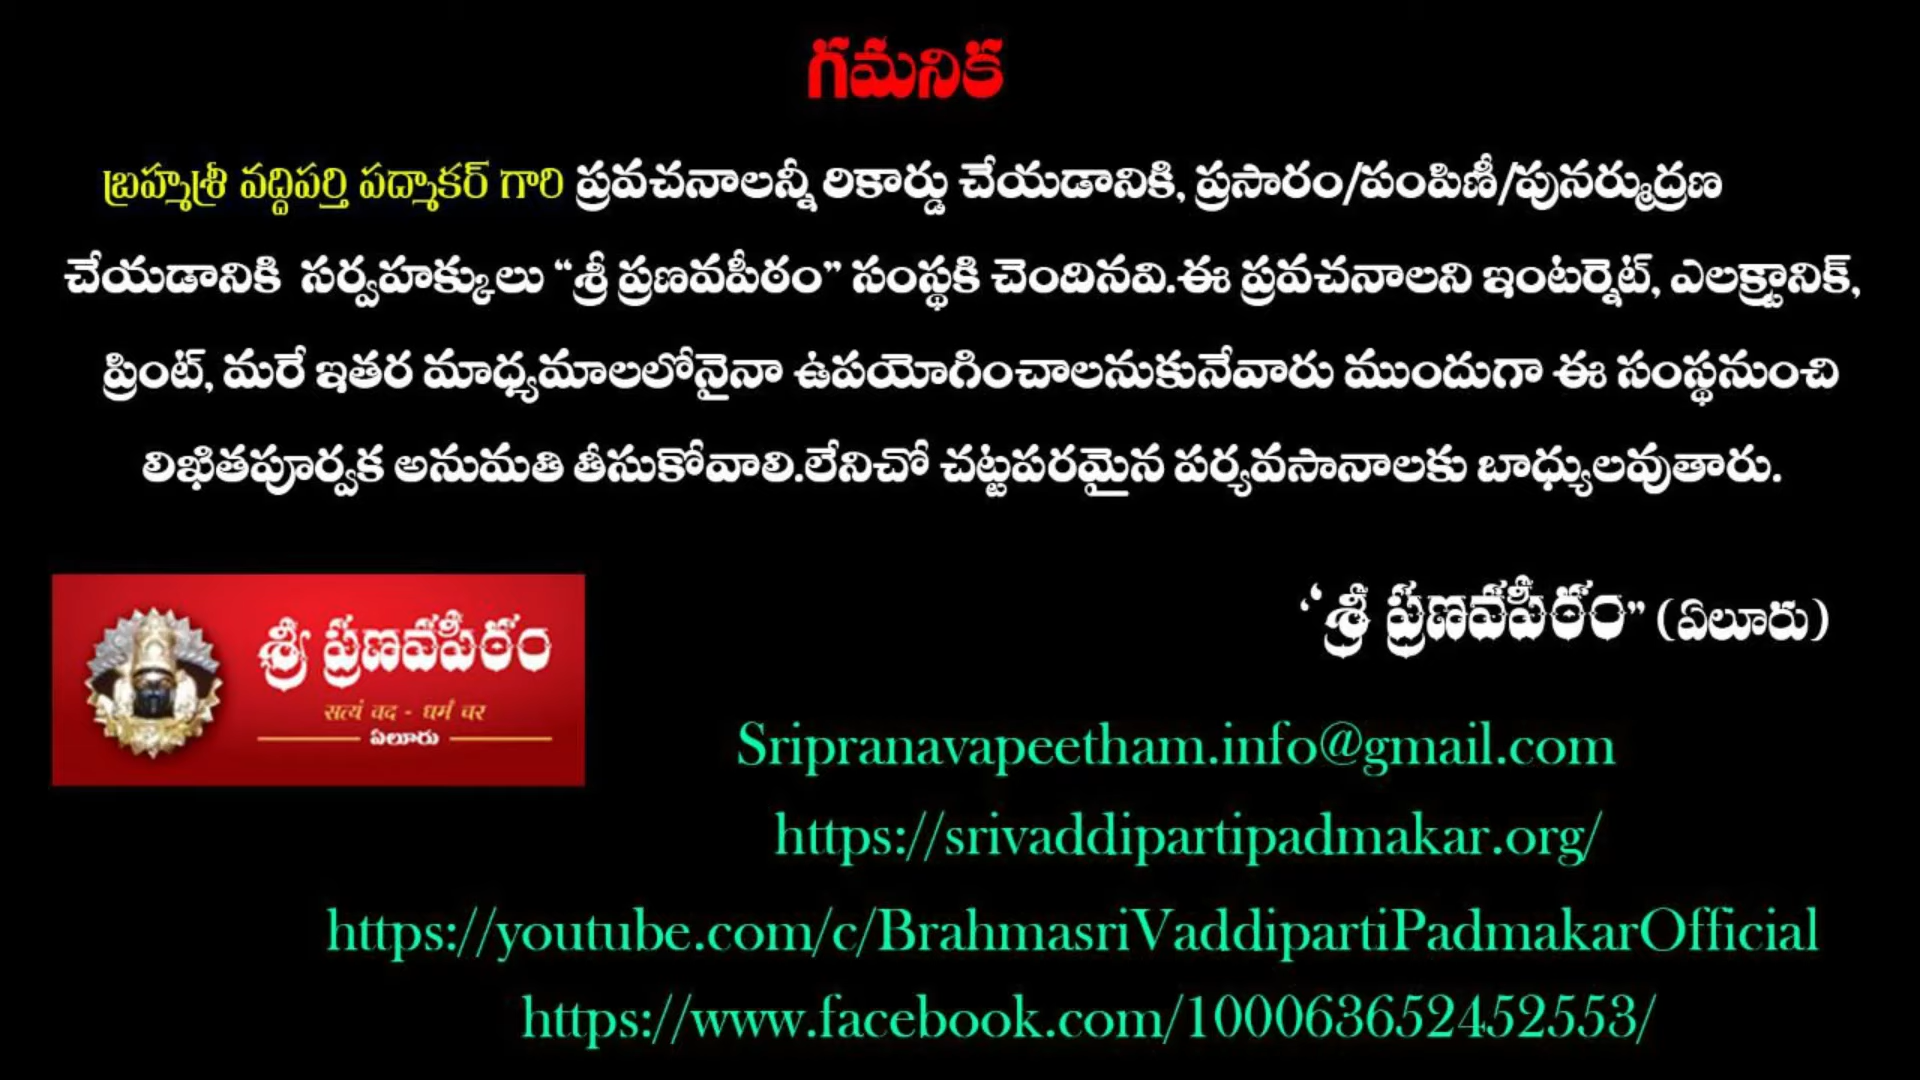 గమనిక
బ్రహ్మశ్రీ వద్దిపర్తి పద్మాకర్ గారి ప్రవచనాలన్నీ రికార్డు చేయడానికి, ప్రసారం/పంపిణీ/పునర్ముద్రణ
చేయడానికి సర్వహక్కులు “శ్రీ ప్రణవపీఠం” సంస్థకి చెందినవి.ఈ ప్రవచనాలని ఇంటర్నెట్, ఎలక్ట్రానిక్,
ప్రింట్, మరే ఇతర మాధ్యమాలలోనైనా ఉపయోగించాలనుకునేవారు ముందుగా ఈ సంస్థనుంచి
లిఖితపూర్వక అనుమతి తీసుకోవాలి.లేనిచో చట్టపరమైన పర్యవసానాలకు బాధ్యులవుతారు.
“శ్రీ ప్రణవపీఠం” (ఏలూరు)
శ్రీ ప్రణవపీఠం
सत्यं वद - धर्मं चर
ఏలూరు
Sripranavapeetham.info@gmail.com
https://srivaddipartipadmakar.org/
https://youtube.com/c/BrahmasriVaddipartiPadmakarOfficial
https://www.facebook.com/100063652452553/